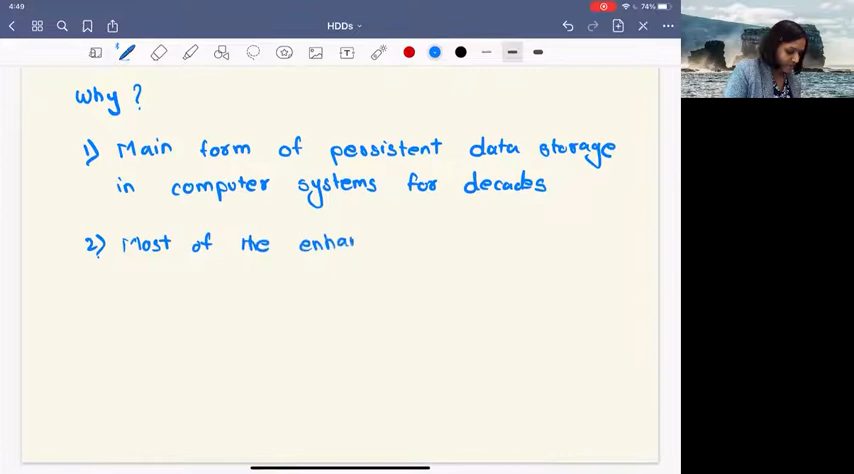 4:49
74%
HDDs
Why?
1) Main form of persistent data storage
in computer systems for decades
2) Most of the enhan